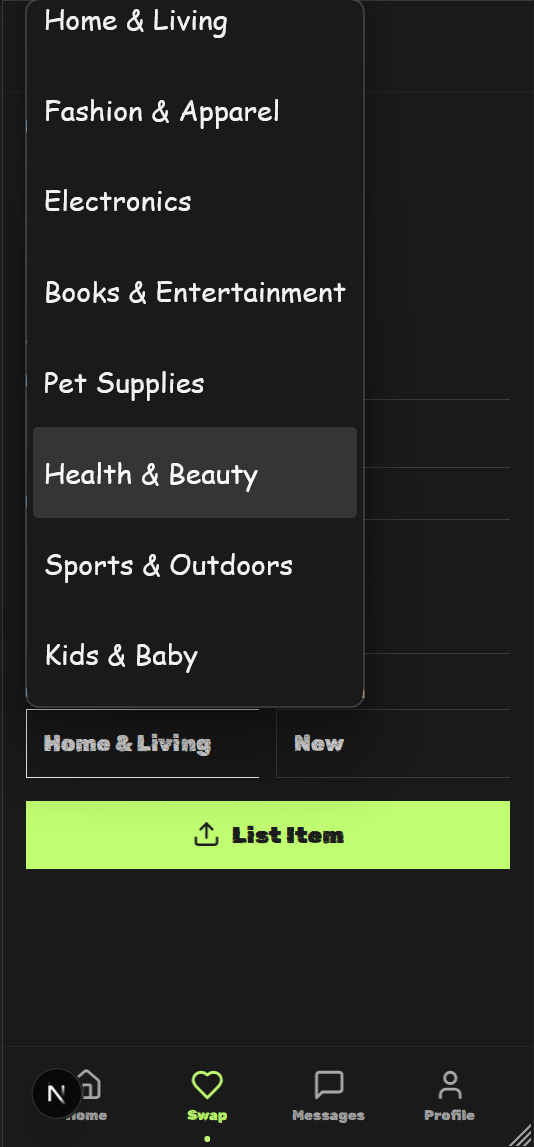 Home & Living
Fashion & Apparel
Electronics
Books & Entertainment
Pet Supplies
Health & Beauty
Sports & Outdoors
Kids & Baby
Home & Living
New
List Item
N
Home
Swap
Messages
Profile